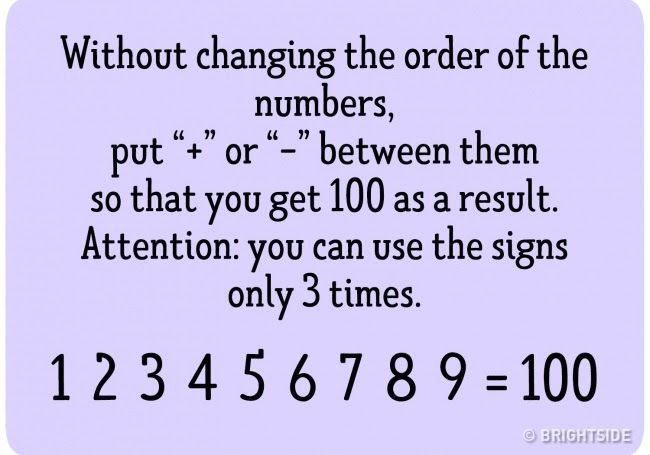 Without changing the order of the
numbers,
put “+” or “–” between them
so that you get 100 as a result.
Attention: you can use the signs
only 3 times.
1 2 3 4 5 6 7 8 9 = 100
© BRIGHTSIDE